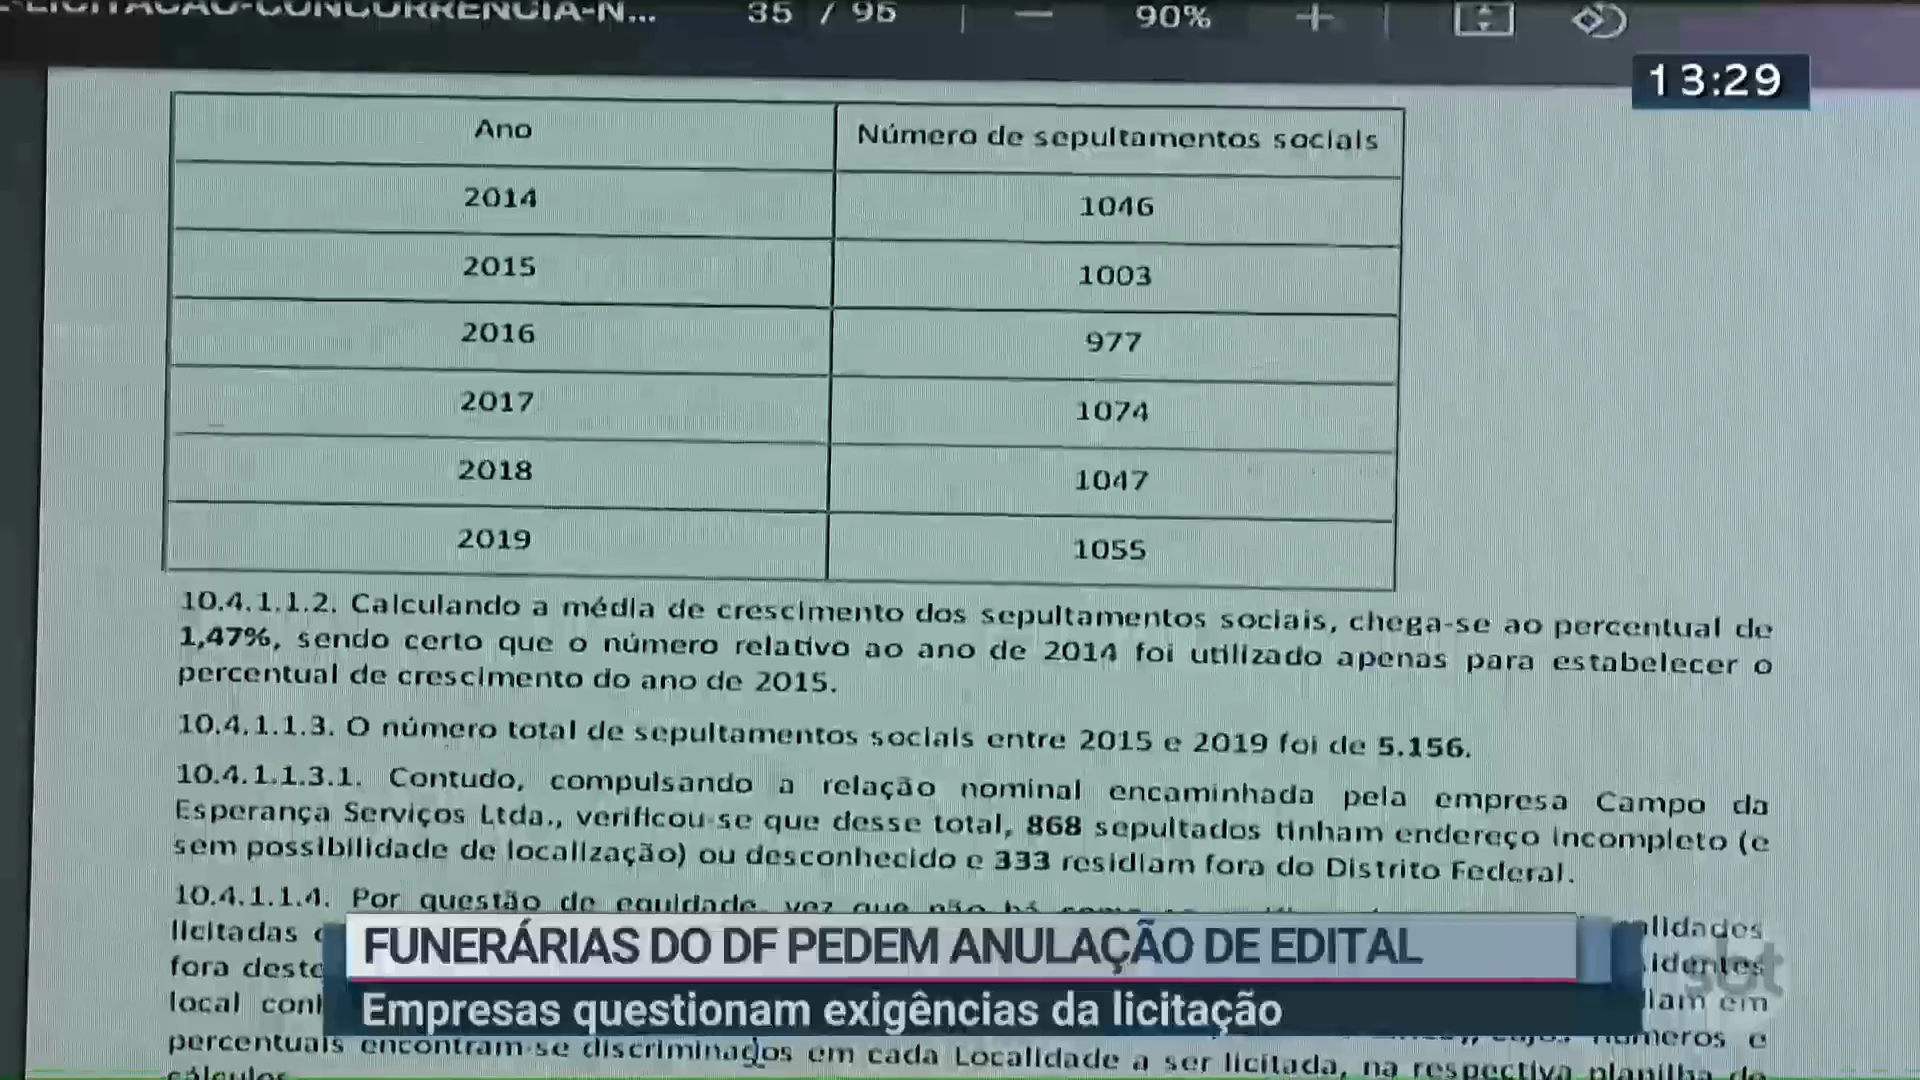 35 / 95
90%
13:29
Ano Número de sepultamentos sociais
2014 1046
2015 1003
2016 977
2017 1074
2018 1047
2019 1055
10.4.1.1.2. Calculando a média de crescimento dos sepultamentos sociais, chega-se ao percentual de
1,47%, sendo certo que o número relativo ao ano de 2014 foi utilizado apenas para estabelecer o
percentual de crescimento do ano de 2015.
10.4.1.1.3. O número total de sepultamentos sociais entre 2015 e 2019 foi de 5.156.
10.4.1.1.3.1. Contudo, compulsando a relação nominal encaminhada pela empresa Campo da
Esperança Serviços Ltda., verificou-se que desse total, 868 sepultados tinham endereço incompleto (e
sem possibilidade de localização) ou desconhecido e 333 residiam fora do Distrito Federal.
10.4.1.1.4. Por questão de equidade, vez que não há
licitadas
fora deste
local
FUNERÁRIAS DO DF PEDEM ANULAÇÃO DE EDITAL
Empresas questionam exigências da licitação
em
números e
percentuais encontram-se discriminados em cada Localidade a ser licitada, na respectiva planilha de
cálculos
sbt